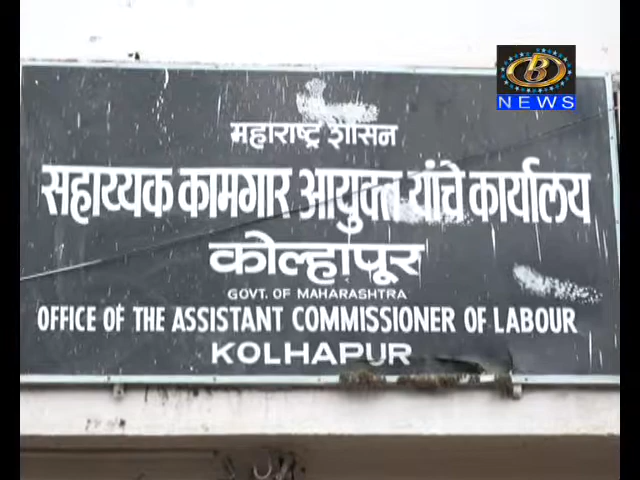 B
NEWS
महाराष्ट्र शासन
सहाय्यक कामगार आयुक्त यांचे कार्यालय
कोल्हापूर
GOVT. OF MAHARASHTRA
OFFICE OF THE ASSISTANT COMMISSIONER OF LABOUR
KOLHAPUR